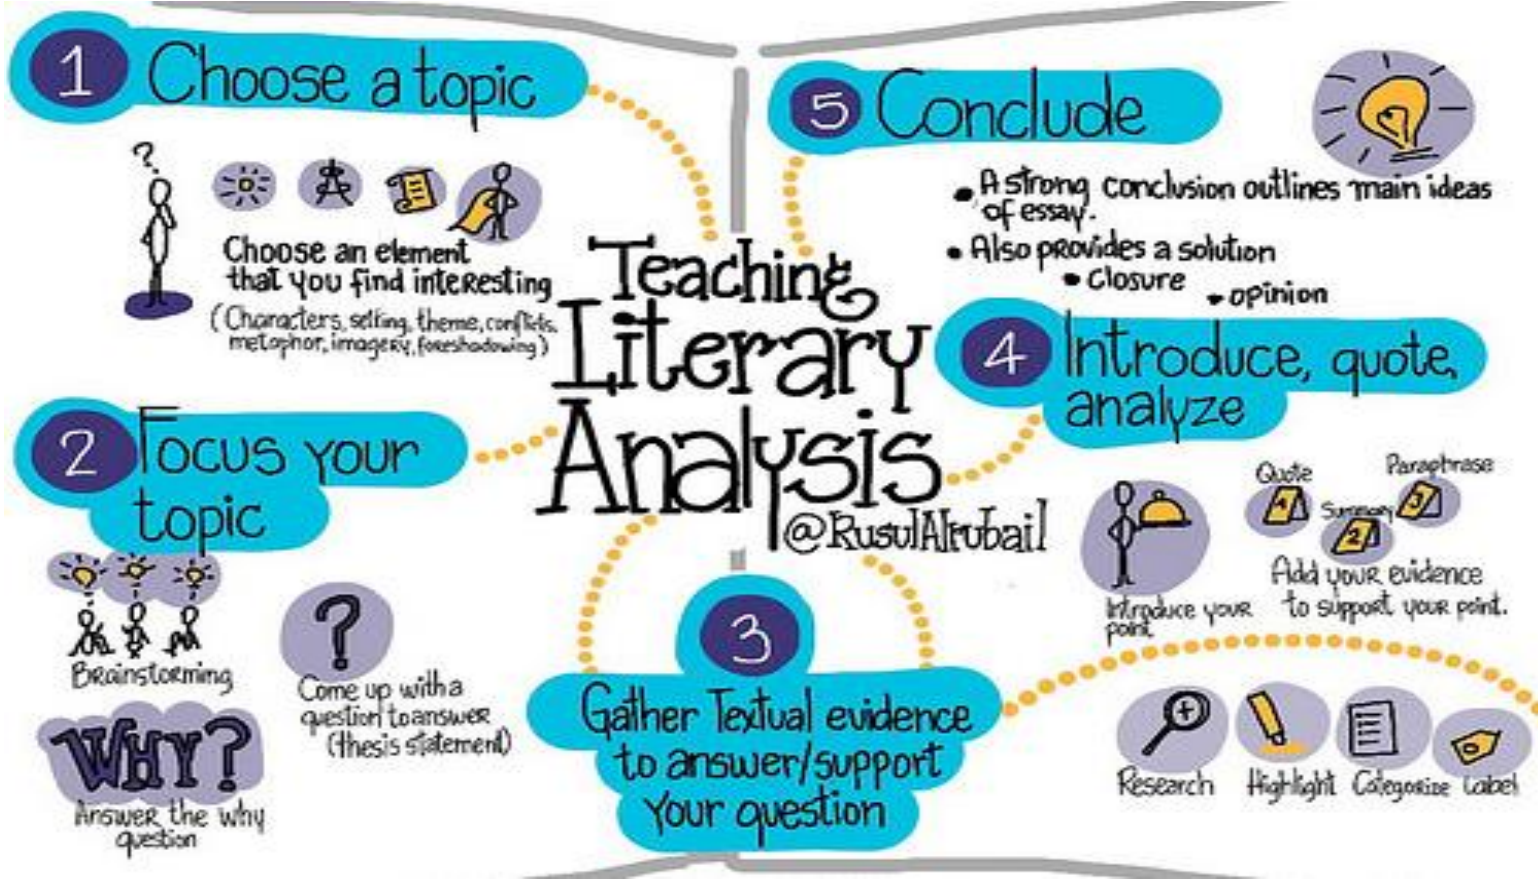 1 Choose a topic
?
Choose an element
that you find interesting
(Characters, setting, theme, conflicts,
metaphor, imagery, foreshadowing)
2 Focus your
topic
Brainstorming
?
Come up with a
question to answer
(thesis statement)
WHY?
Answer the why
question
Teaching
Literary
Analysis
@RusulAlrubail
3
Gather Textual evidence
to answer/support
your question
Research Highlight Categorize Label
4 Introduce, quote,
analyze
Introduce your
point
Quote
Summary
2
Paraphrase
3
Add your evidence
to support your point.
5 Conclude
• A strong conclusion outlines main ideas
of essay.
• Also provides a solution
• closure
• opinion